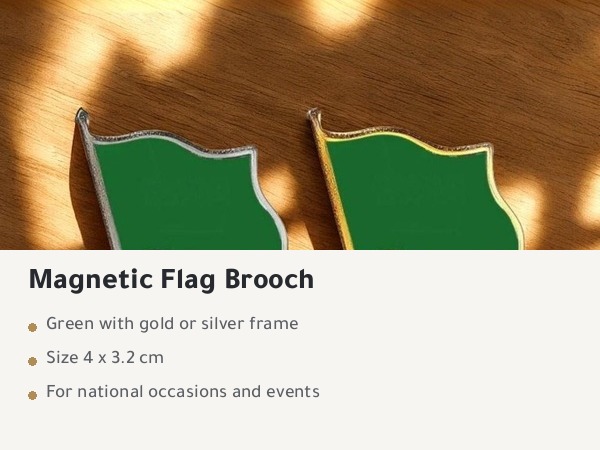 Magnetic Flag Brooch
Green with gold or silver frame
Size 4 x 3.2 cm
For national occasions and events